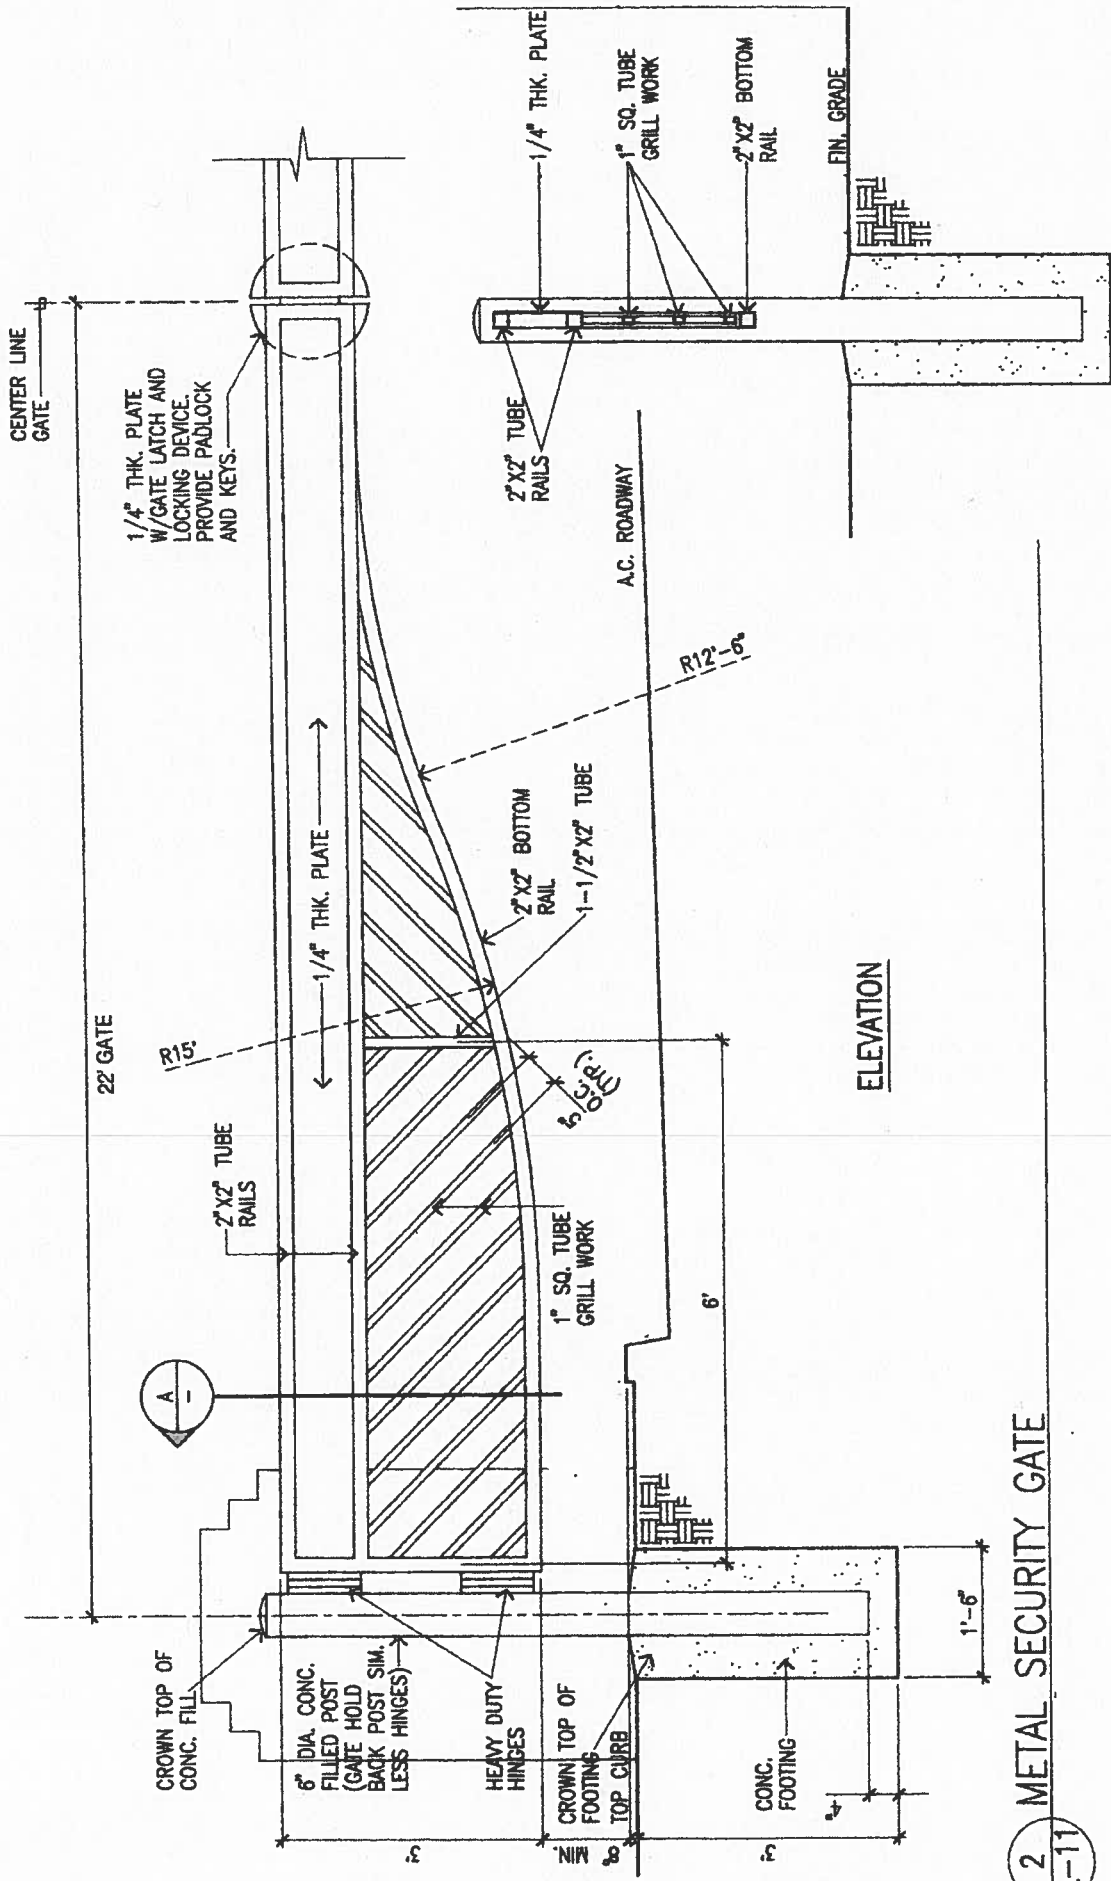 CENTER LINE
GATE
22' GATE
1/4" THK. PLATE
W/GATE LATCH AND
LOCKING DEVICE.
PROVIDE PADLOCK
AND KEYS.
2"X2" TUBE
RAILS
1/4" THK. PLATE
R15'
R12'-6"
A
-
CROWN TOP OF
CONC. FILL
6" DIA. CONC.
FILLED POST
(GATE HOLD
BACK POST SIM.
LESS HINGES)
HEAVY DUTY
HINGES
CROWN TOP OF
FOOTING
TOP CURB
CONC.
FOOTING
3'
8"
MIN.
3'
4"
1'-6"
6'
1" SQ. TUBE
GRILL WORK
5"
O.C.
(TYP.)
2"X2" BOTTOM
RAIL
1-1/2"X2" TUBE
A.C. ROADWAY
ELEVATION
2"X2" TUBE
RAILS
1/4" THK. PLATE
1" SQ. TUBE
GRILL WORK
2"X2" BOTTOM
RAIL
FIN. GRADE
2
-11
METAL SECURITY GATE